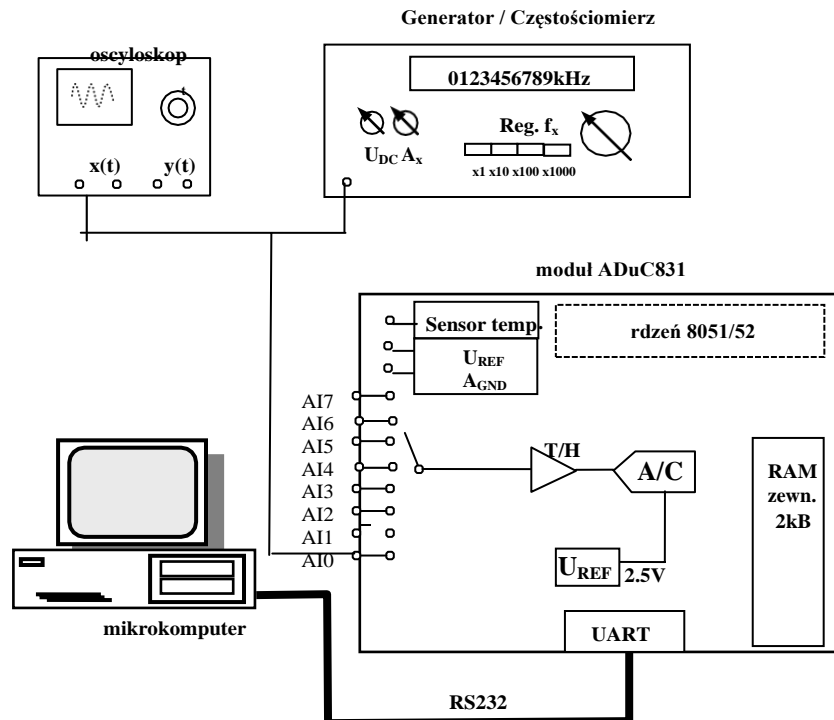 Generator / Częstościomierz
oscyloskop
0123456789kHz
t
Reg. fx
UDC Ax
x(t) y(t)
x1 x10 x100 x1000
moduł ADuC831
Sensor temp.
rdzeń 8051/52
UREF
AGND
AI7
AI6
AI5
AI4
AI3
AI2
AI1
AI0
T/H
A/C
RAM
zewn.
2kB
UREF
2.5V
mikrokomputer
UART
RS232